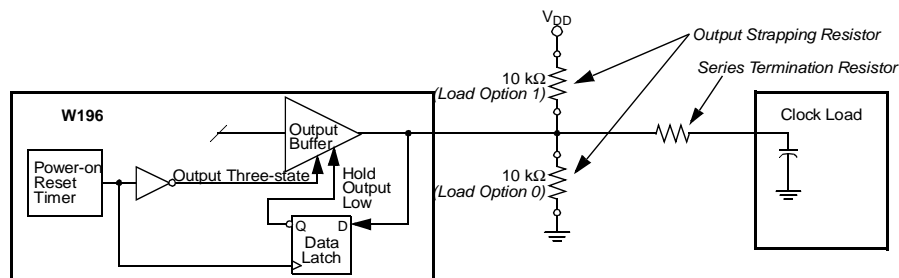 VDD
Output Strapping Resistor
Series Termination Resistor
10 kΩ
(Load Option 1)
10 kΩ
(Load Option 0)
Clock Load
W196
Output
Buffer
Power-on
Reset
Timer
Output Three-state
Hold
Output
Low
Q
D
Data
Latch